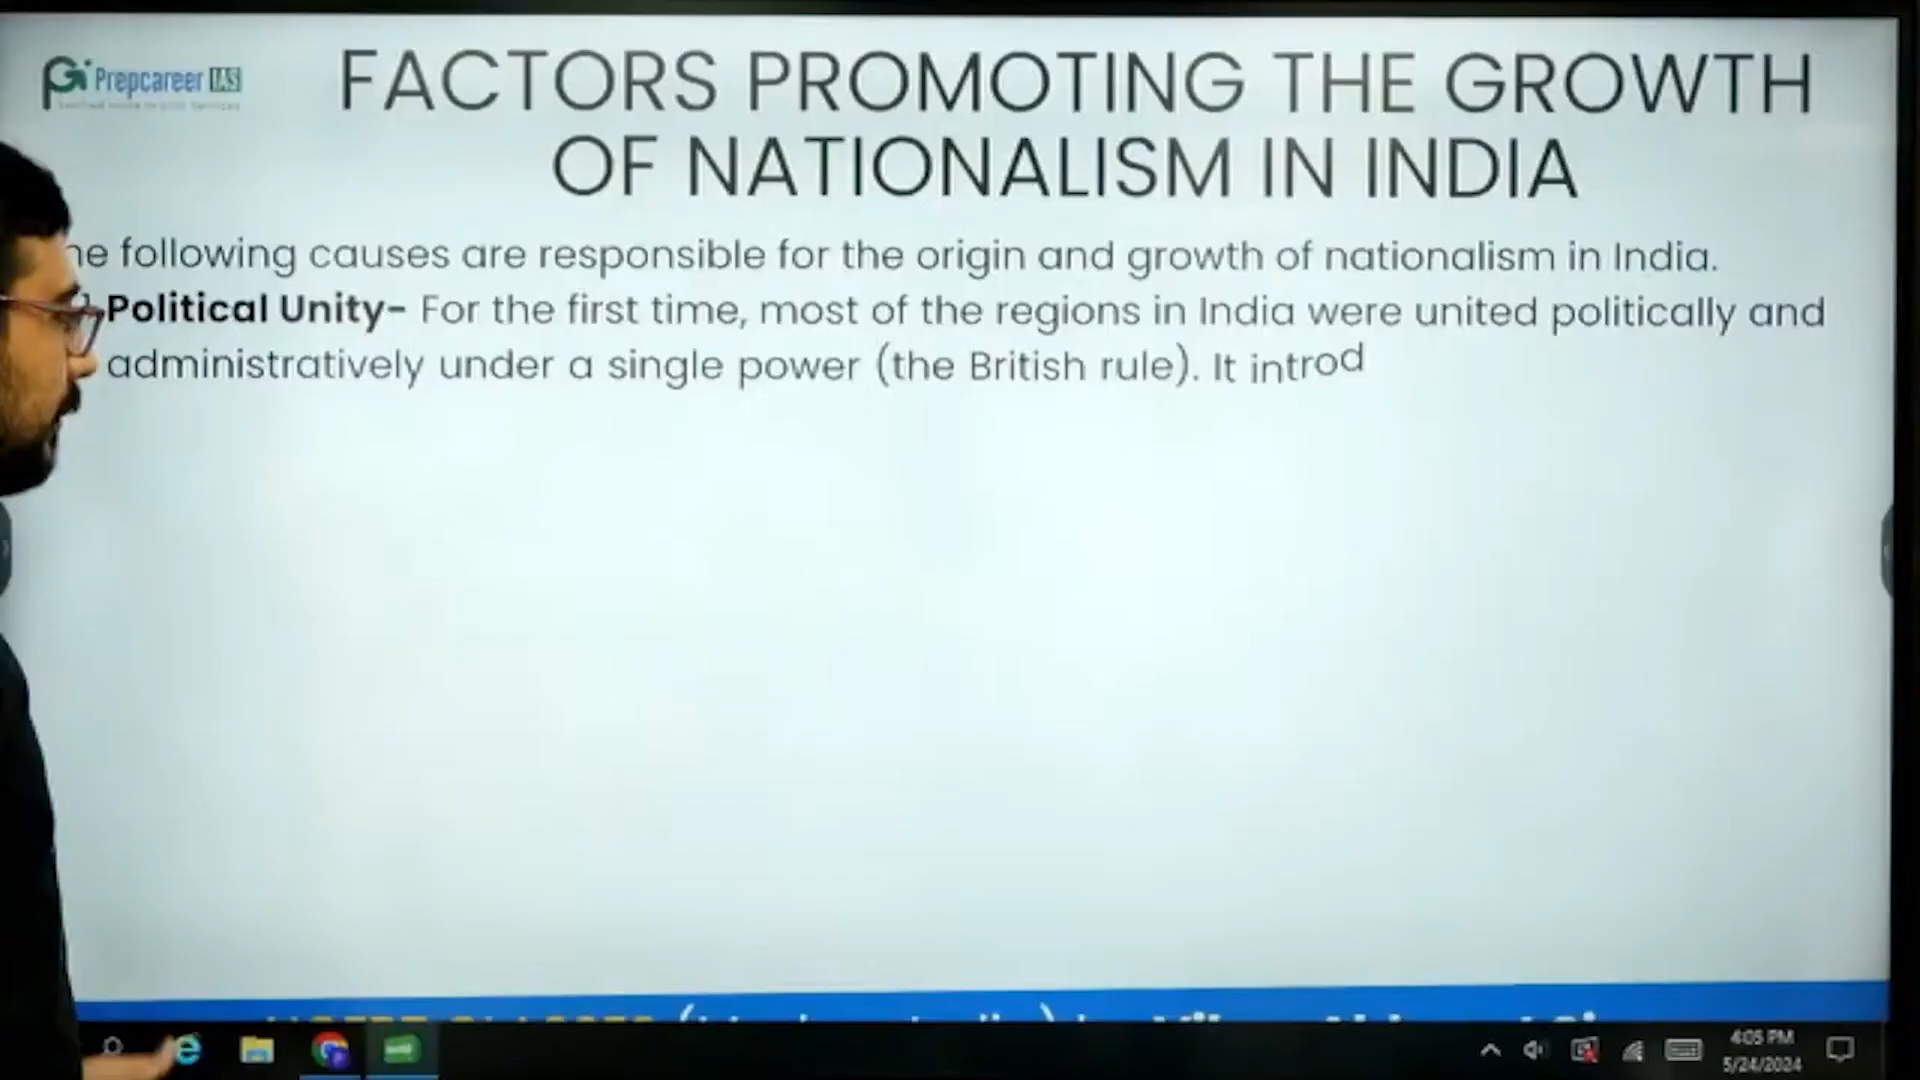 Prepcareer IAS
FACTORS PROMOTING THE GROWTH
OF NATIONALISM IN INDIA
he following causes are responsible for the origin and growth of nationalism in India.
Political Unity- For the first time, most of the regions in India were united politically and
administratively under a single power (the British rule). It introd
4:05 PM
5/24/2024